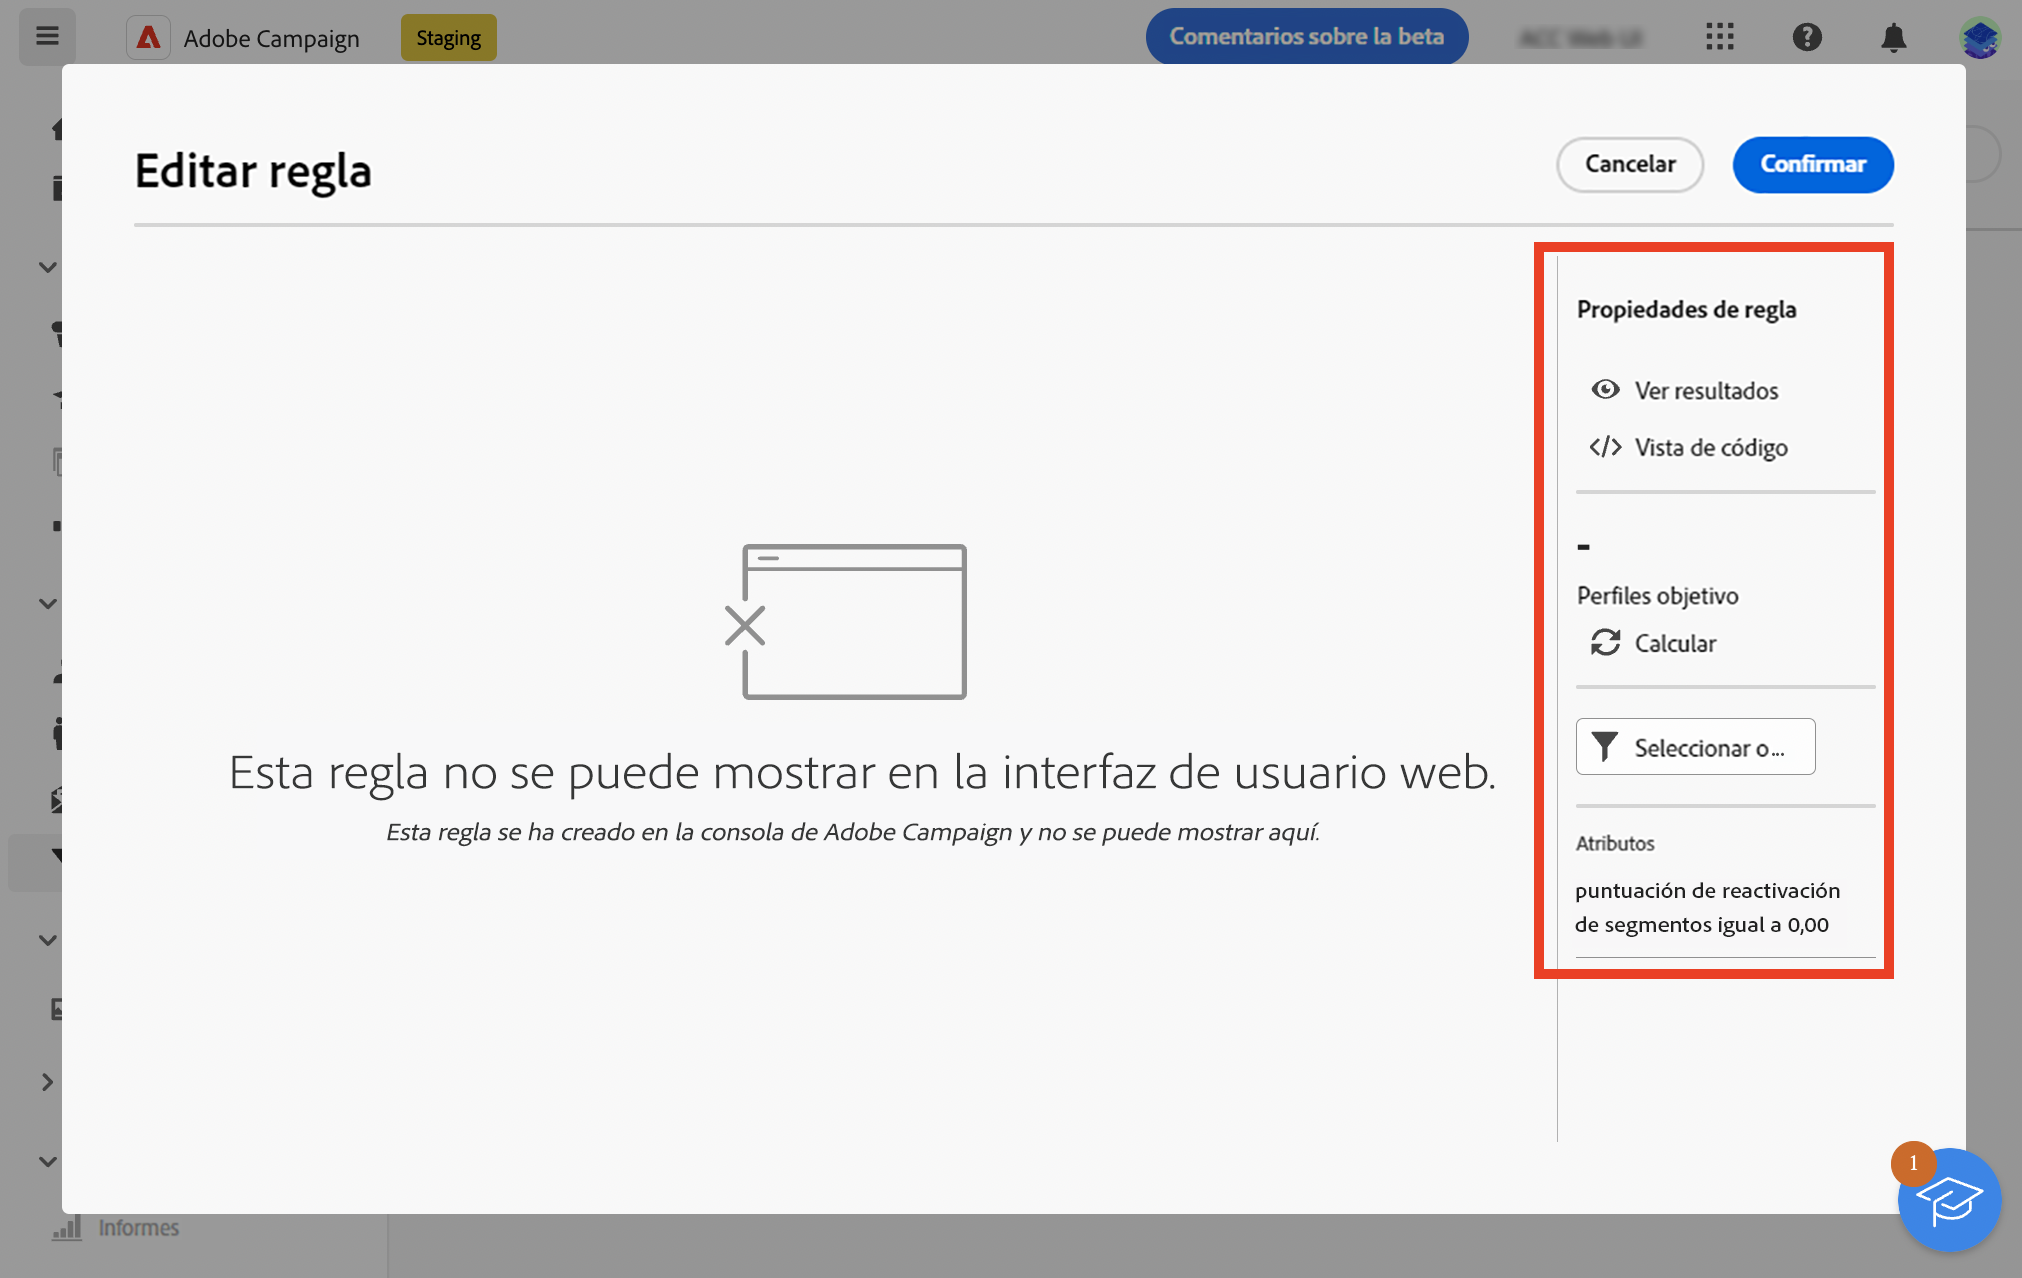 Adobe Campaign
Staging
Comentarios sobre la beta
Editar regla
Cancelar
Confirmar
Propiedades de regla
Ver resultados
Vista de código
-
Perfiles objetivo
Calcular
Seleccionar o...
Atributos
puntuación de reactivación
de segmentos igual a 0,00
Esta regla no se puede mostrar en la interfaz de usuario web.
Esta regla se ha creado en la consola de Adobe Campaign y no se puede mostrar aquí.
1
Informes